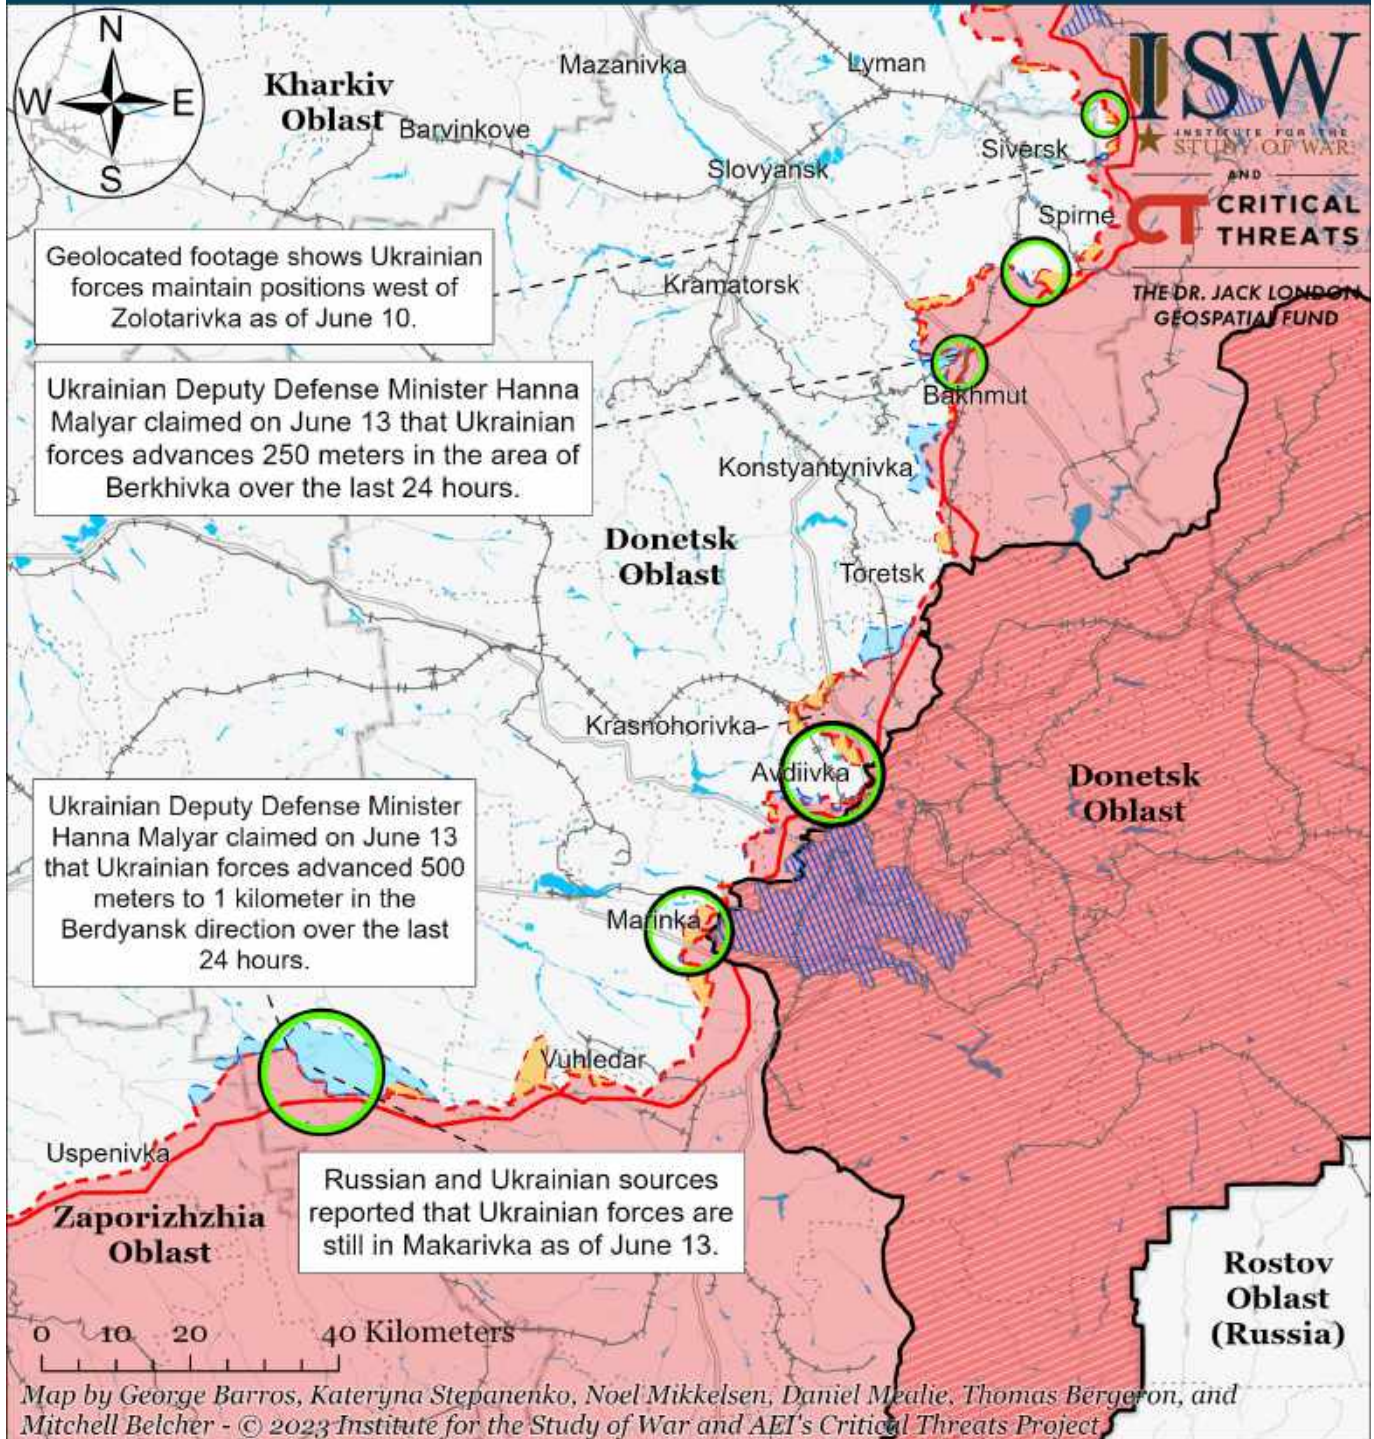 N
W
E
S
Kharkiv
Oblast
Mazanivka
Lyman
Barvinkove
Slovyansk
Siversk
Spirne
ISW
INSTITUTE FOR THE
STUDY OF WAR
AND
CT CRITICAL
THREATS
THE DR. JACK LONDON
GEOSPATIAL FUND
Geolocated footage shows Ukrainian
forces maintain positions west of
Zolotarivka as of June 10.
Kramatorsk
Ukrainian Deputy Defense Minister Hanna
Malyar claimed on June 13 that Ukrainian
forces advances 250 meters in the area of
Berkhivka over the last 24 hours.
Bakhmut
Konstyantynivka
Donetsk
Oblast
Toretsk
Krasnohorivka
Avdiivka
Donetsk
Oblast
Ukrainian Deputy Defense Minister
Hanna Malyar claimed on June 13
that Ukrainian forces advanced 500
meters to 1 kilometer in the
Berdyansk direction over the last
24 hours.
Marinka
Vuhledar
Uspenivka
Zaporizhzhia
Oblast
Russian and Ukrainian sources
reported that Ukrainian forces are
still in Makarivka as of June 13.
Rostov
Oblast
(Russia)
0 10 20 40 Kilometers
Map by George Barros, Kateryna Stepanenko, Noel Mikkelsen, Daniel Mealie, Thomas Bergeron, and
Mitchell Belcher - © 2023 Institute for the Study of War and AEI's Critical Threats Project